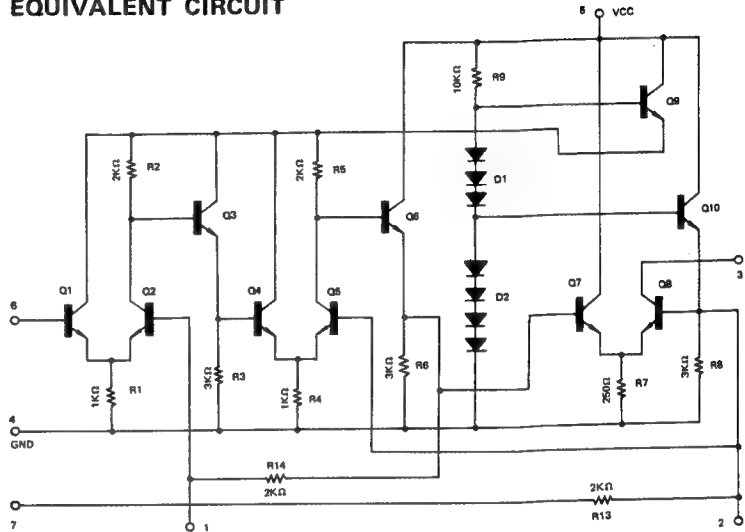 EQUIVALENT CIRCUIT
5 VCC
10KΩ R9 Q9
2KΩ R2 2KΩ R5 D1
Q3 Q6 Q10
3
6 Q1 Q2 Q4 Q5 D2 Q7 Q8
1KΩ R1 3KΩ R3 1KΩ R4 3KΩ R6 250Ω R7 3KΩ R8
4
GND
R14
2KΩ
2KΩ
R13
7 1 2